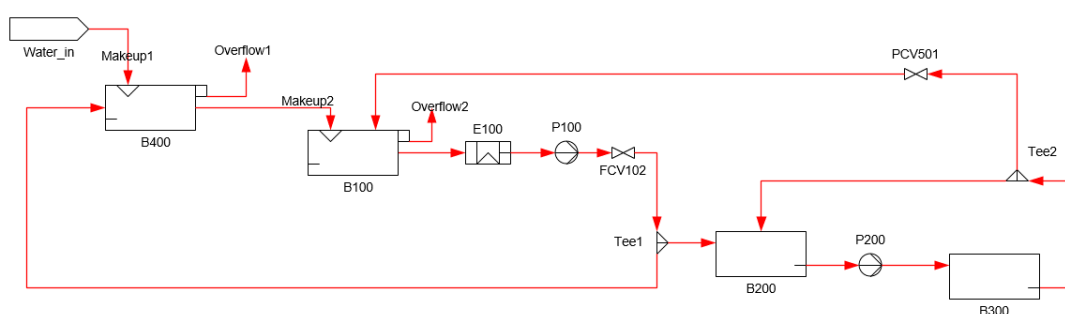 Water_in
Makeup1
Overflow1
B400
Makeup2
Overflow2
B100
E100
P100
FCV102
PCV501
Tee2
Tee1
B200
P200
B300